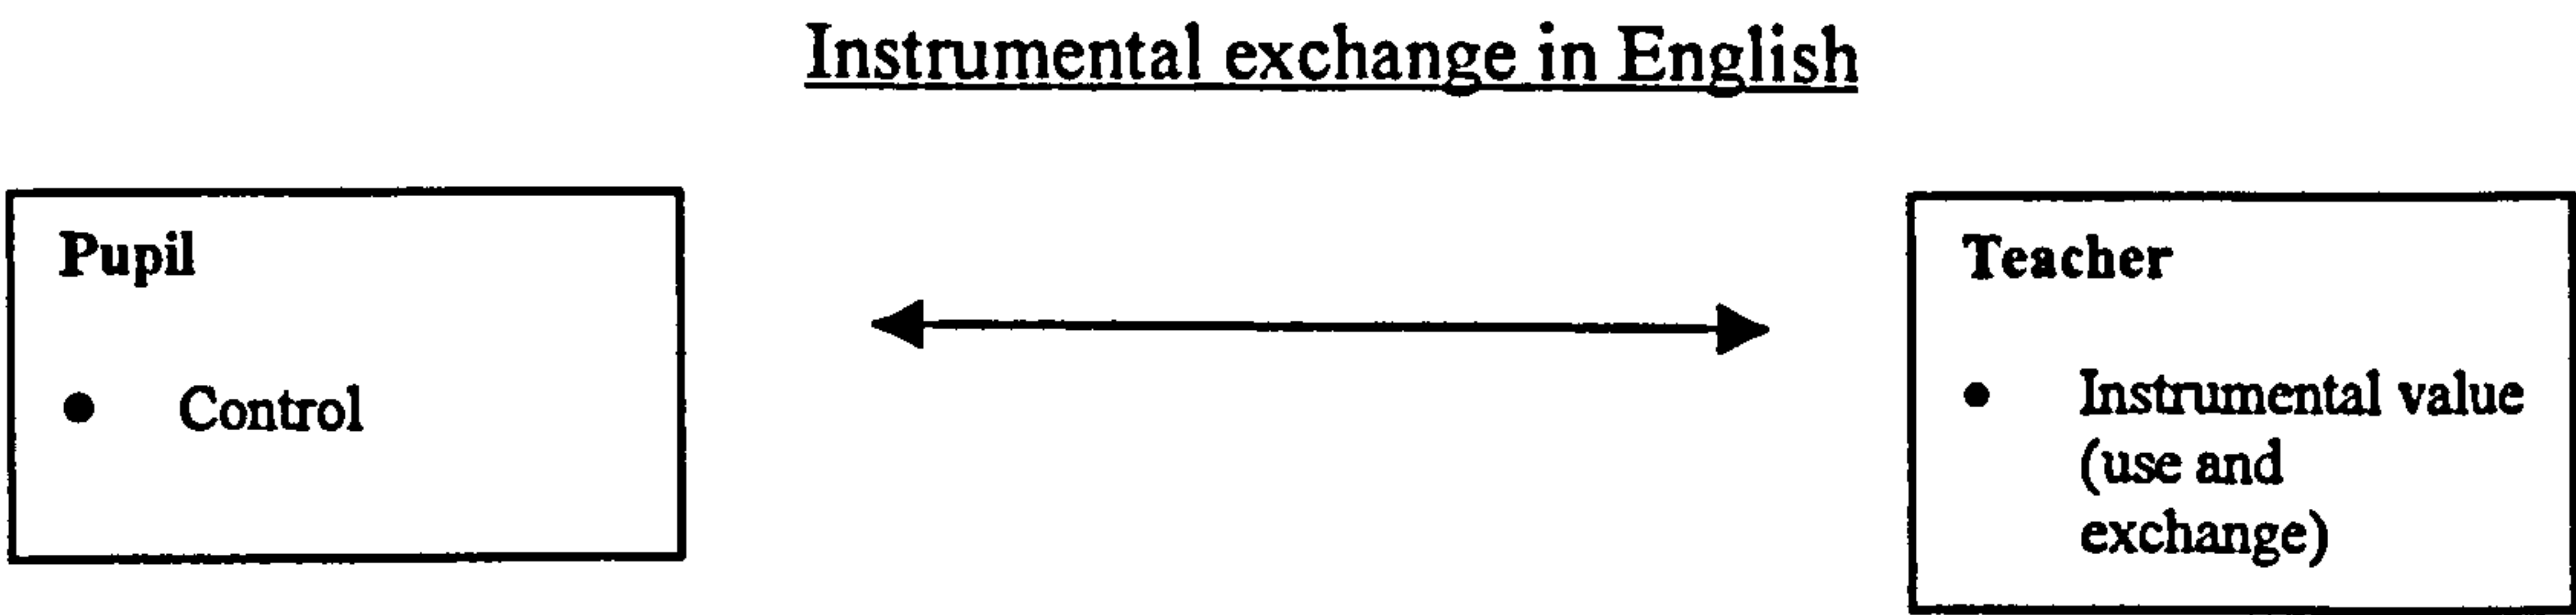 Instrumental exchange in English
Pupil
• Control
Teacher
• Instrumental value
(use and
exchange)